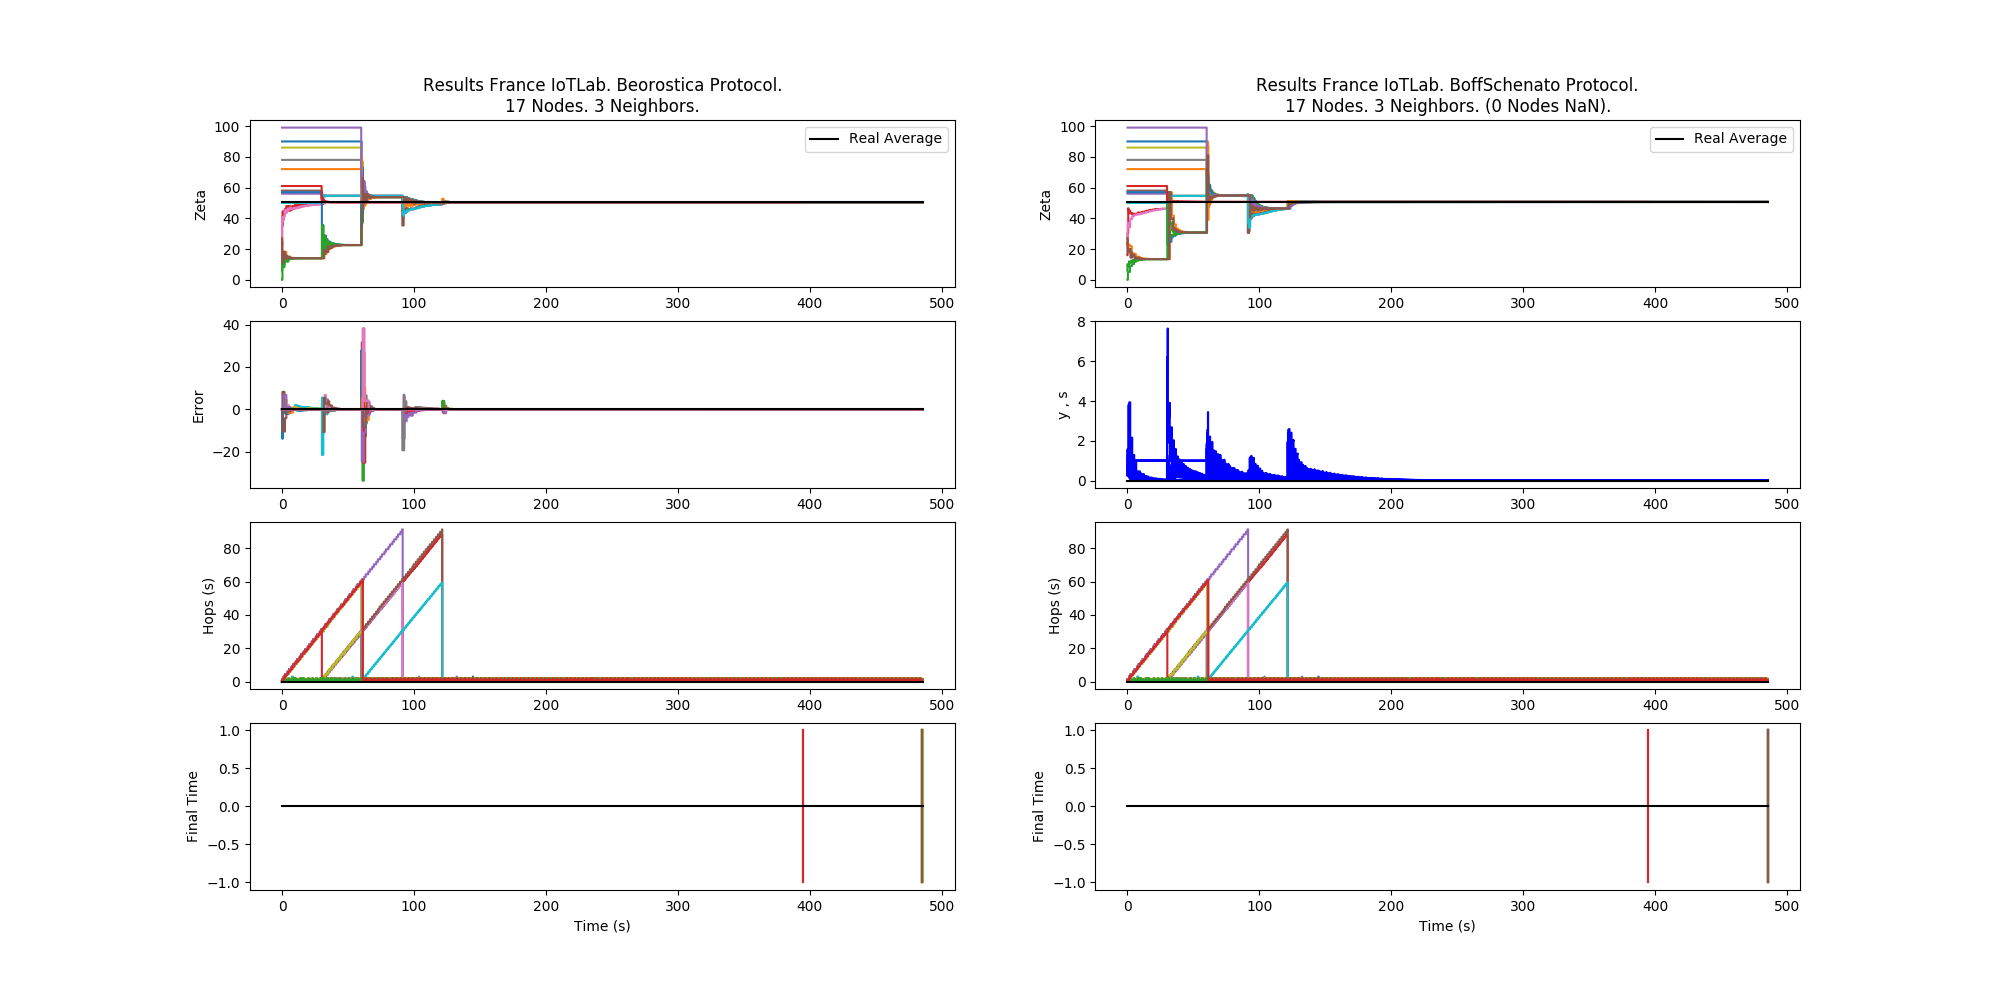 Results France IoTLab. Beorostica Protocol.
17 Nodes. 3 Neighbors.
Zeta
100
80
60
40
20
0
Real Average
0 100 200 300 400 500
Error
40
20
0
−20
0 100 200 300 400 500
Hops (s)
80
60
40
20
0
0 100 200 300 400 500
Final Time
1.0
0.5
0.0
−0.5
−1.0
0 100 200 300 400 500
Time (s)
Results France IoTLab. BoffSchenato Protocol.
17 Nodes. 3 Neighbors. (0 Nodes NaN).
Zeta
100
80
60
40
20
0
Real Average
0 100 200 300 400 500
y , s
8
6
4
2
0
0 100 200 300 400 500
Hops (s)
80
60
40
20
0
0 100 200 300 400 500
Final Time
1.0
0.5
0.0
−0.5
−1.0
0 100 200 300 400 500
Time (s)